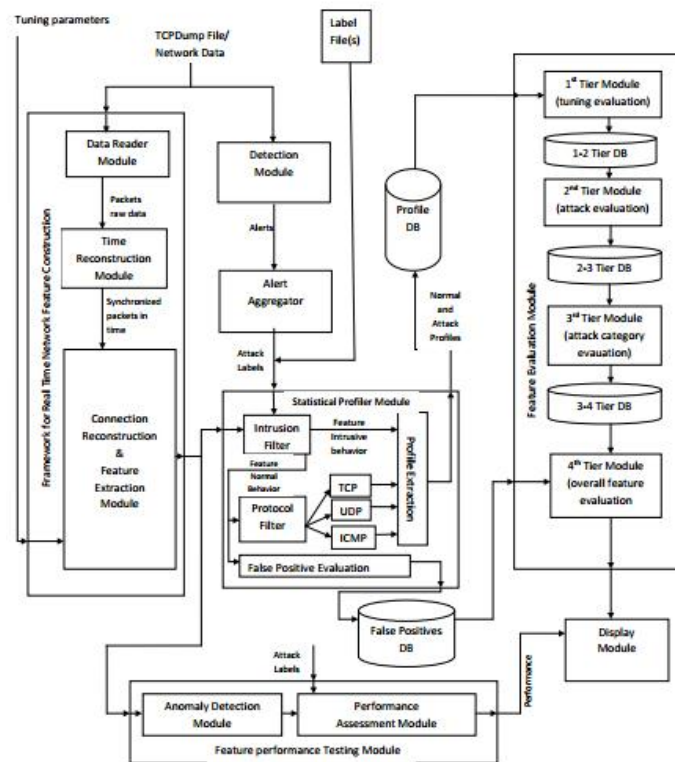 Tuning parameters
TCPDump File/
Network Data
Label
File(s)
Framework for Real Time Network Feature Construction
Data Reader
Module
Packets
raw data
Time
Reconstruction
Module
Synchronized
packets in
time
Connection
Reconstruction
&
Feature
Extraction
Module
Detection
Module
Alerts
Alert
Aggregator
Attack
Labels
Statistical Profiler Module
Intrusion
Filter
Feature
Intrusive
behavior
Feature
Normal
Behavior
Protocol
Filter
TCP
UDP
ICMP
Profile Extraction
False Positive Evaluation
Profile
DB
Normal
and
Attack
Profiles
False Positives
DB
Feature Evaluation Module
1st Tier Module
(tuning evaluation)
1-2 Tier DB
2nd Tier Module
(attack evaluation)
2-3 Tier DB
3rd Tier Module
(attack category
evauation)
3-4 Tier DB
4th Tier Module
(overall feature
evaluation
Display
Module
Performance
Attack
Labels
Anomaly Detection
Module
Performance
Assessment Module
Feature performance Testing Module